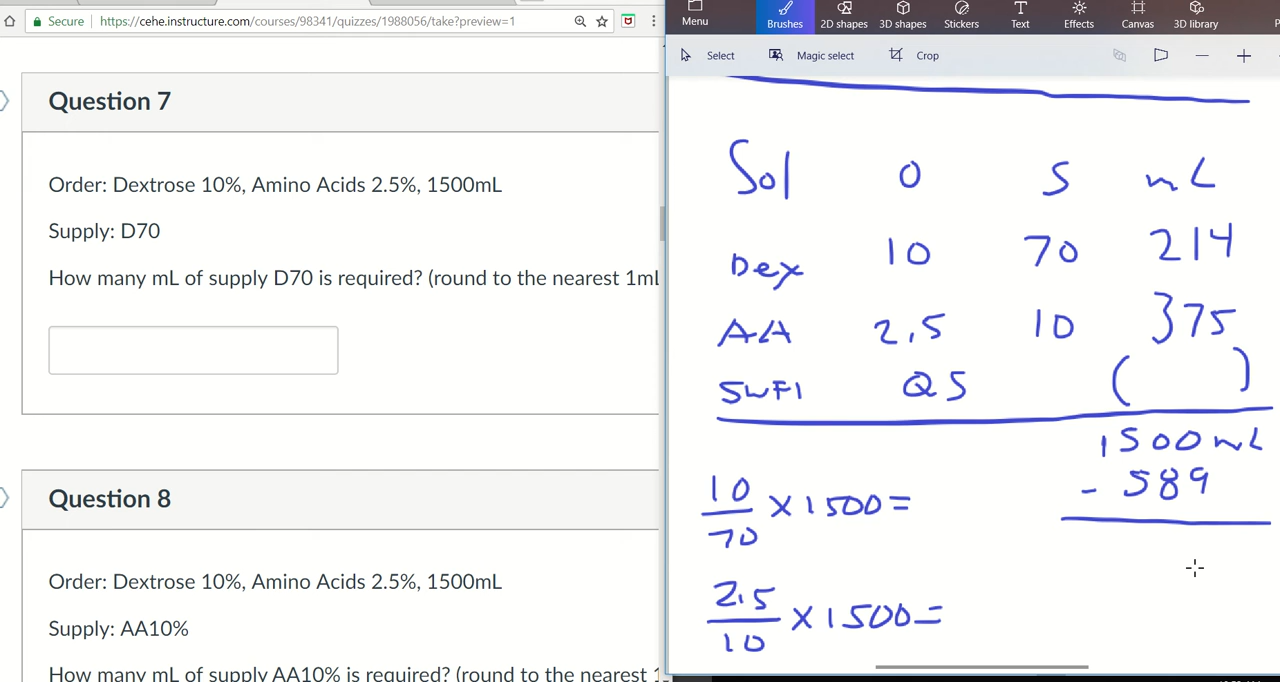 Secure
https://cehe.instructure.com/courses/98341/quizzes/1988056/take?preview=1
Question 7
Order: Dextrose 10%, Amino Acids 2.5%, 1500mL
Supply: D70
How many mL of supply D70 is required? (round to the nearest 1mL
Question 8
Order: Dextrose 10%, Amino Acids 2.5%, 1500mL
Supply: AA10%
How many mL of supply AA10% is required? (round to the nearest 1
Menu Brushes 2D shapes 3D shapes Stickers Text Effects Canvas 3D library
Select Magic select Crop
Sol O S mL
Dex 10 70 214
AA 2.5 10 375
SWFI QS ( )
1500mL
- 589
10/70 x 1500 =
2.5/10 x 1500 =